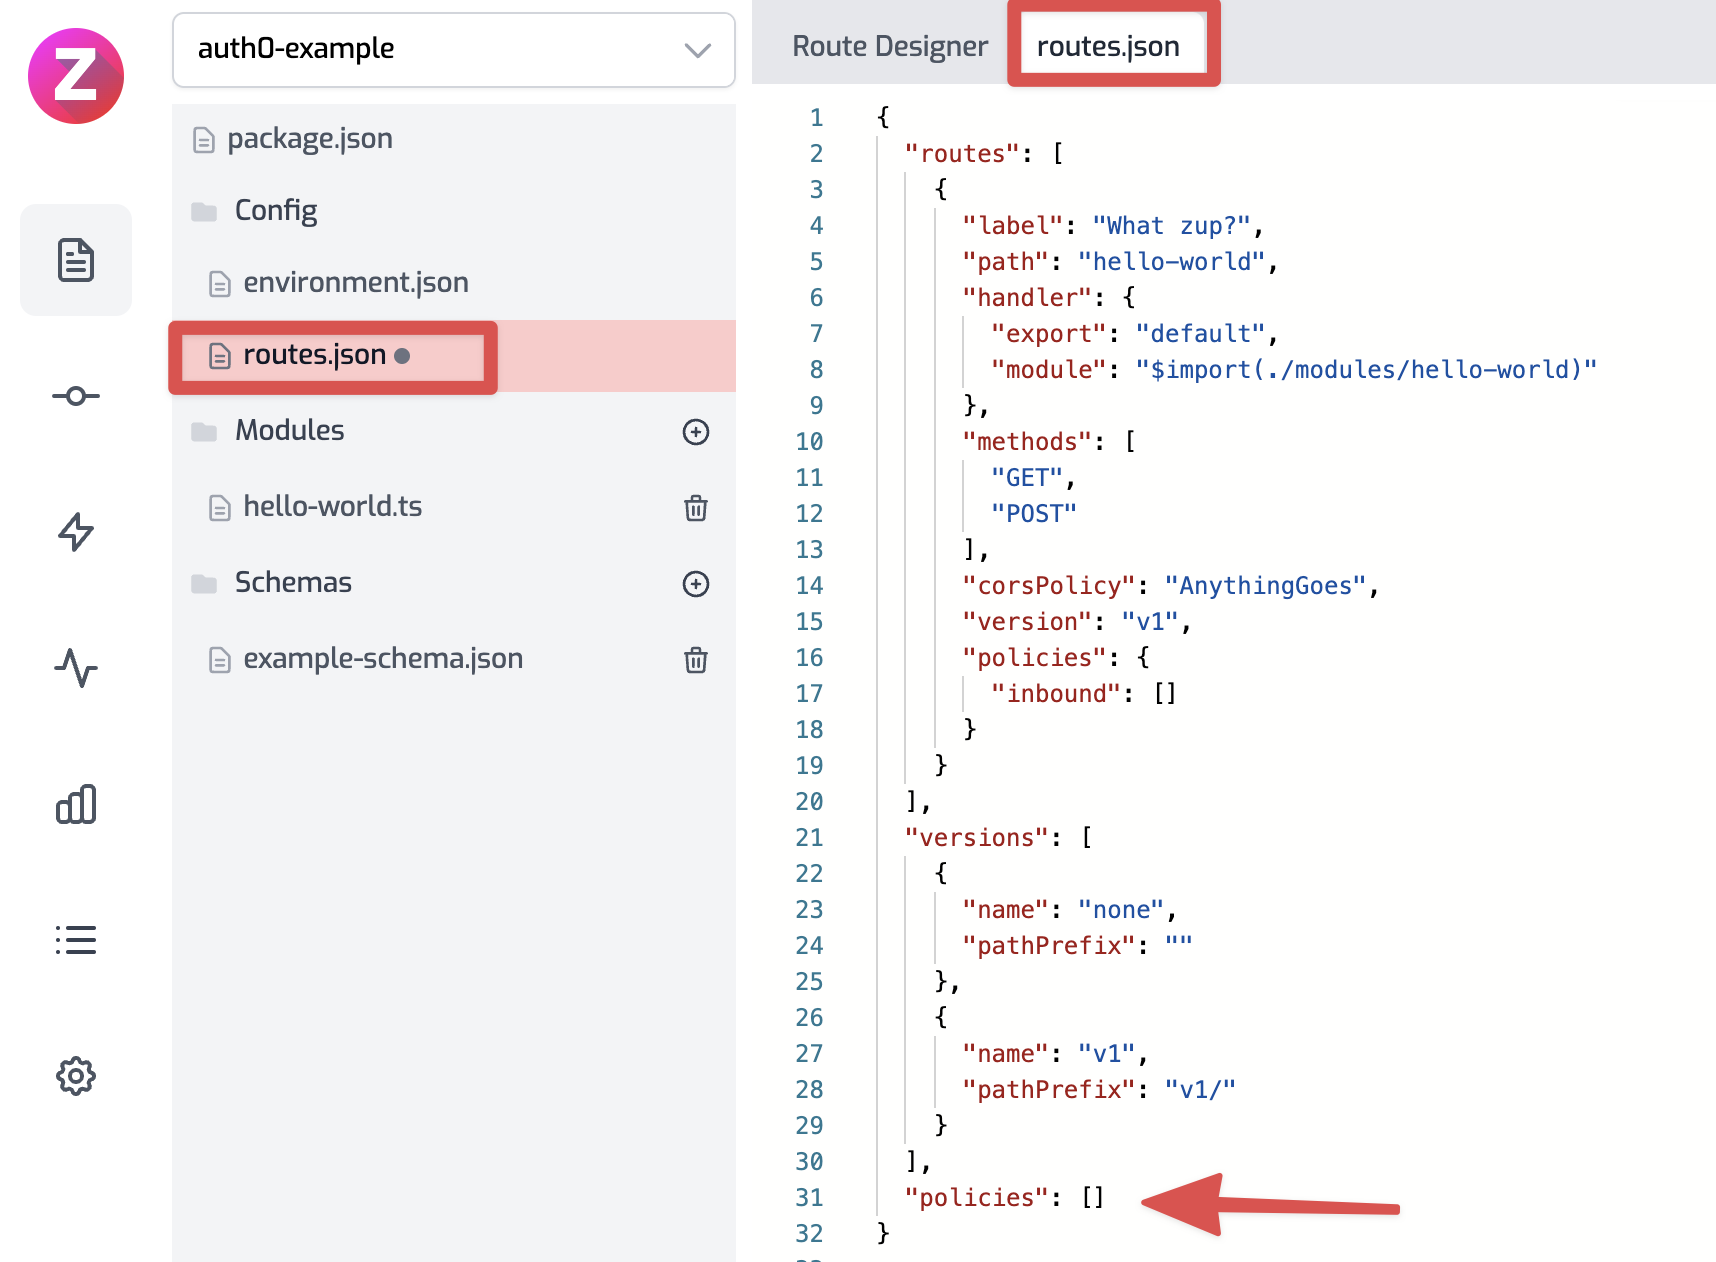 Z
auth0-example
package.json
Config
environment.json
routes.json
Modules
hello-world.ts
Schemas
example-schema.json
Route Designer
routes.json
1 {
2 "routes": [
3 {
4 "label": "What zup?",
5 "path": "hello-world",
6 "handler": {
7 "export": "default",
8 "module": "$import(./modules/hello-world)"
9 },
10 "methods": [
11 "GET",
12 "POST"
13 ],
14 "corsPolicy": "AnythingGoes",
15 "version": "v1",
16 "policies": {
17 "inbound": []
18 }
19 }
20 ],
21 "versions": [
22 {
23 "name": "none",
24 "pathPrefix": ""
25 },
26 {
27 "name": "v1",
28 "pathPrefix": "v1/"
29 }
30 ],
31 "policies": []
32 }